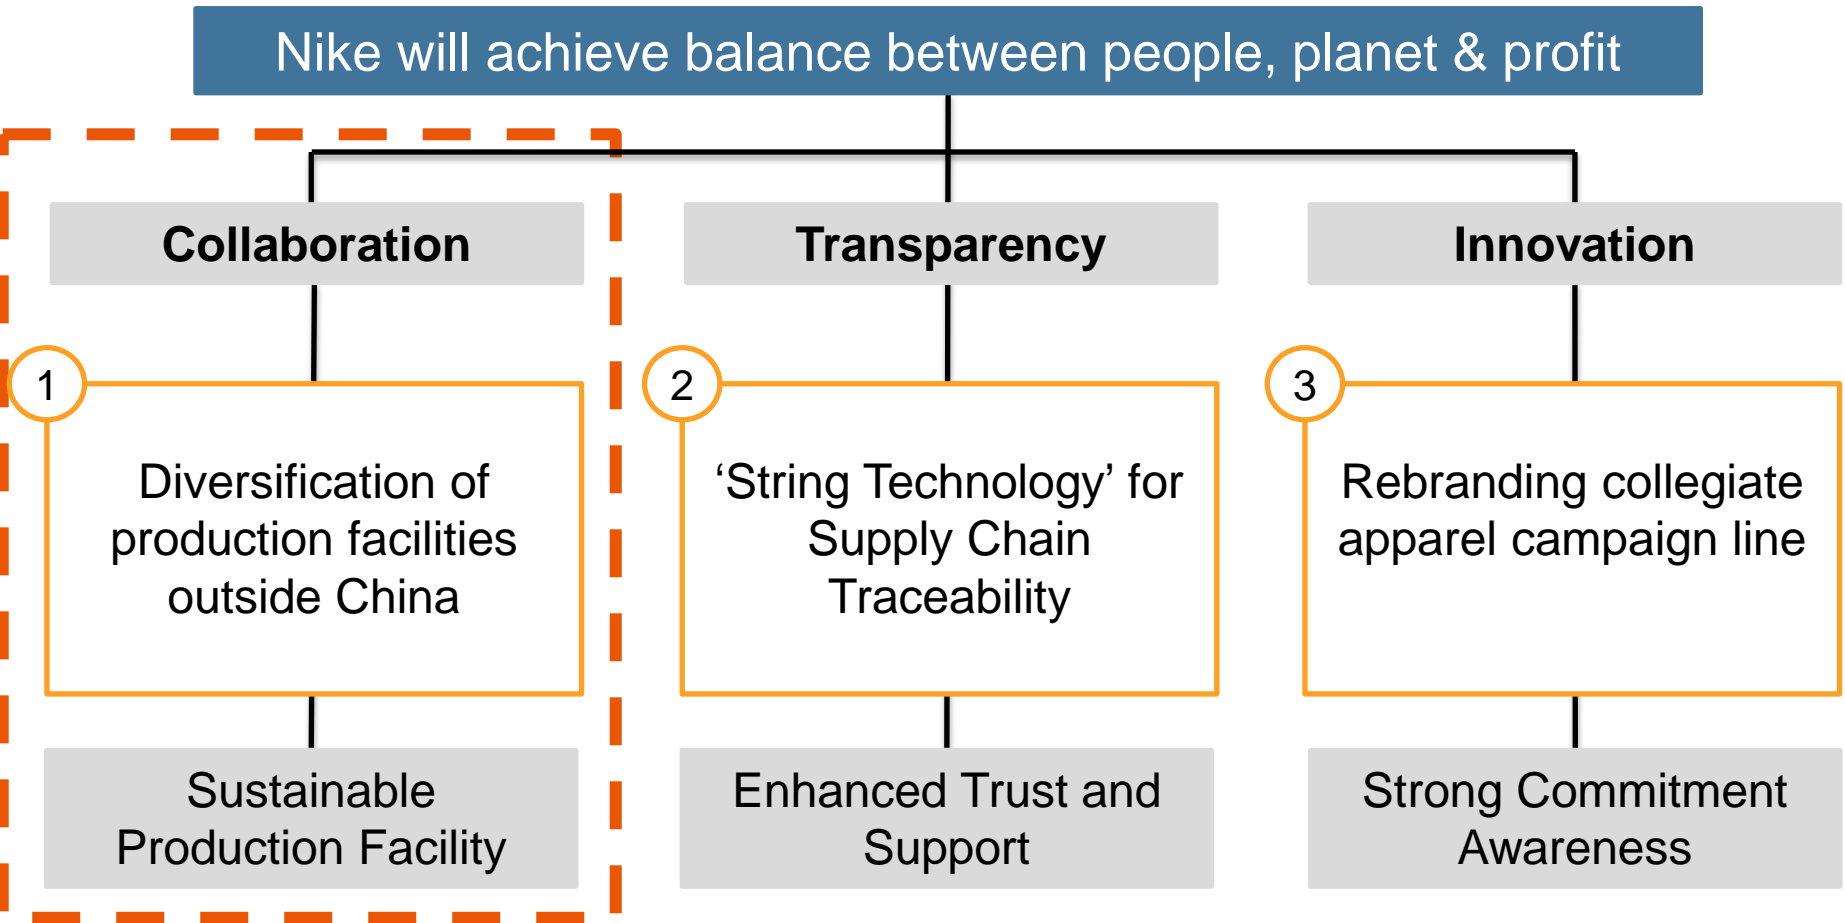 Nike will achieve balance between people, planet & profit
Collaboration
Transparency
Innovation
1
Diversification of
production facilities
outside China
2
‘String Technology’ for
Supply Chain
Traceability
3
Rebranding collegiate
apparel campaign line
Sustainable
Production Facility
Enhanced Trust and
Support
Strong Commitment
Awareness